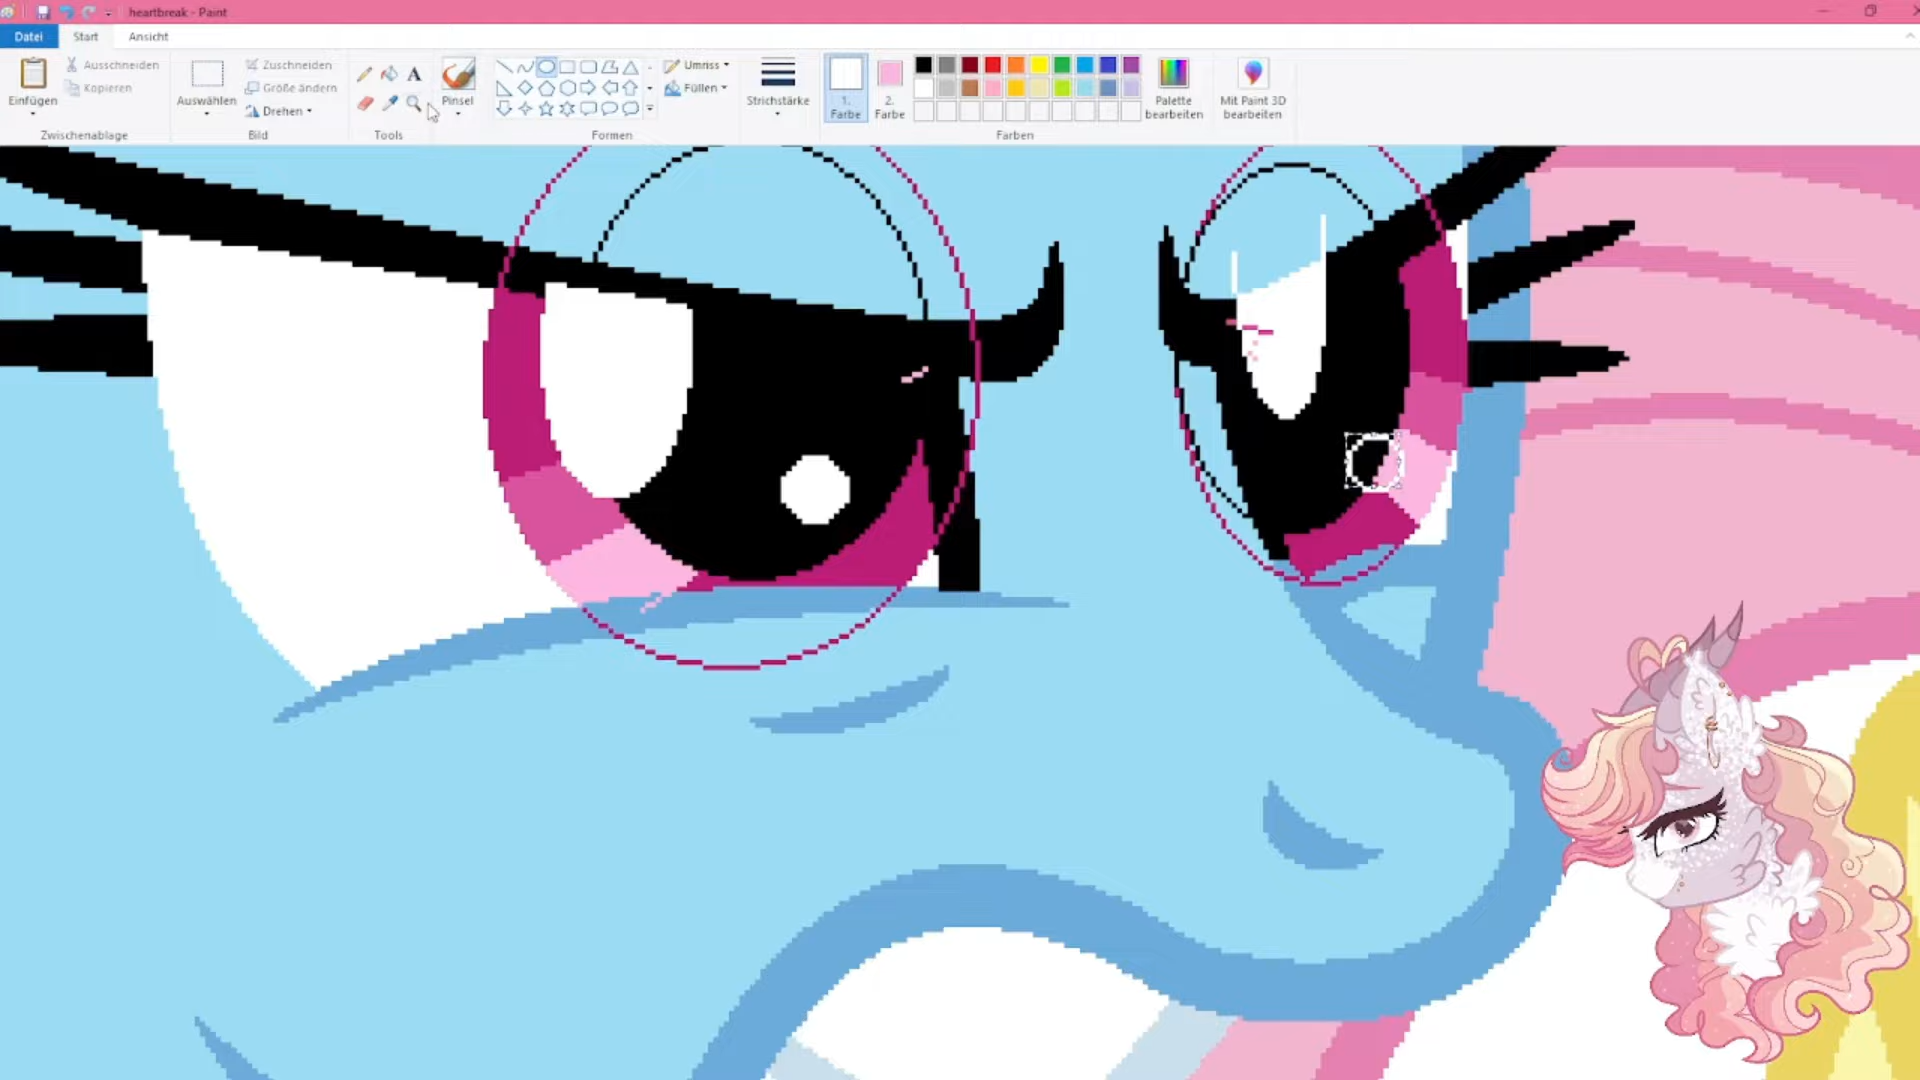 heartbreak - Paint
Datei Start Ansicht
Einfügen
Ausschneiden
Kopieren
Zwischenablage
Auswählen
Zuschneiden
Größe ändern
Drehen
Bild
A
Tools
Pinsel
Formen
Umriss
Füllen
Strichstärke
1.
Farbe
2.
Farbe
Farben
Palette
bearbeiten
Mit Paint 3D
bearbeiten